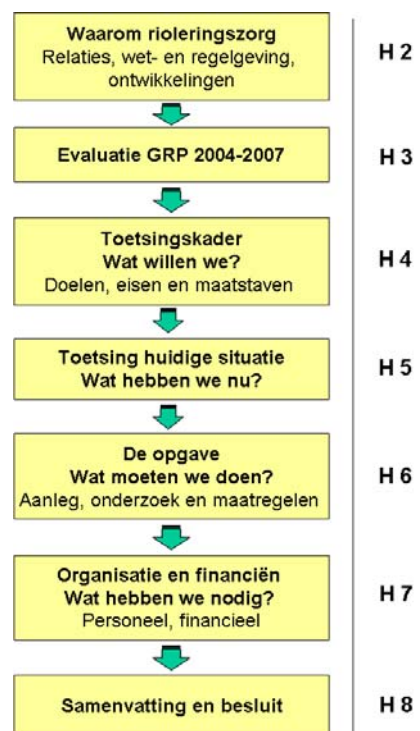 Waarom rioleringszorg
Relaties, wet- en regelgeving,
ontwikkelingen
H 2
Evaluatie GRP 2004-2007
H 3
Toetsingskader
Wat willen we?
Doelen, eisen en maatstaven
H 4
Toetsing huidige situatie
Wat hebben we nu?
H 5
De opgave
Wat moeten we doen?
Aanleg, onderzoek en maatregelen
H 6
Organisatie en financiën
Wat hebben we nodig?
Personeel, financieel
H 7
Samenvatting en besluit
H 8